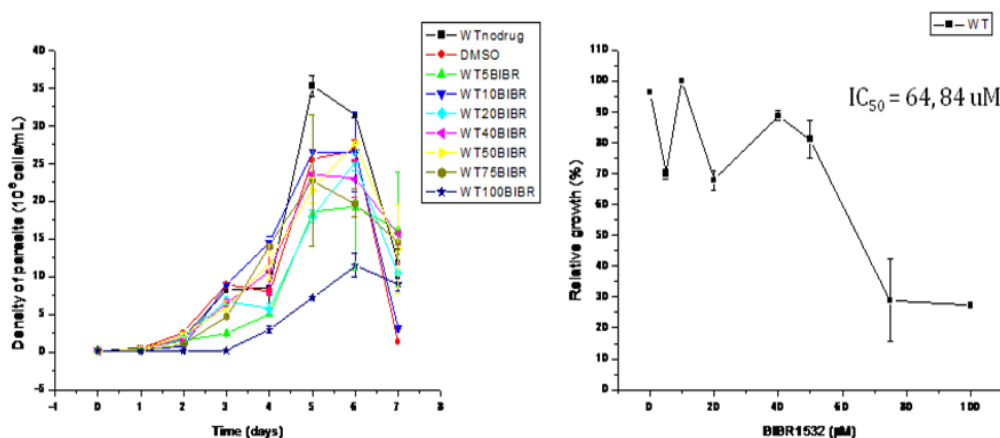 WTnodrug
DMSO
WT5BIBR
WT10BIBR
WT20BIBR
WT40BIBR
WT50BIBR
WT75BIBR
WT100BIBR
40
35
30
25
20
15
10
5
0
-5
Density of parasite (10⁶ cells/mL)
-1 0 1 2 3 4 5 6 7 8
Time (days)
WT
IC50 = 64, 84 uM
110
100
90
80
70
60
50
40
30
20
10
0
Relative growth (%)
0 20 40 60 80 100
BIBR1532 (µM)